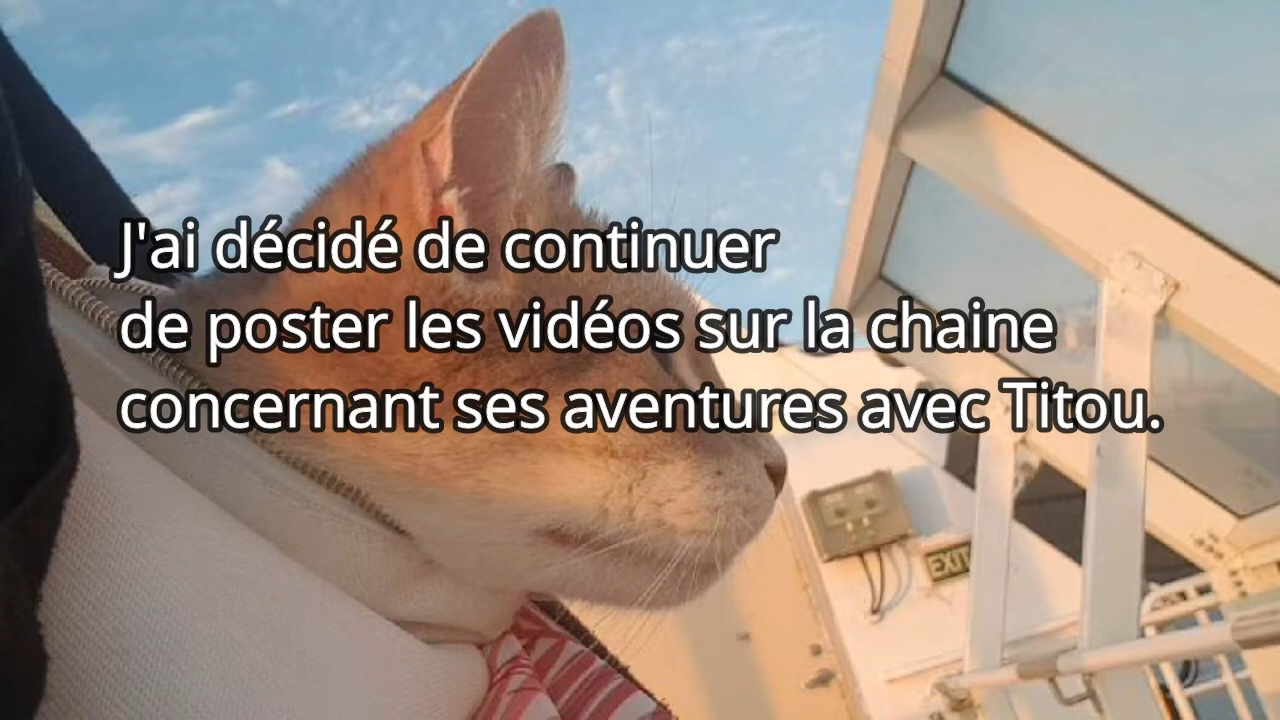 J'ai décidé de continuer
de poster les vidéos sur la chaine
concernant ses aventures avec Titou.
EXIT